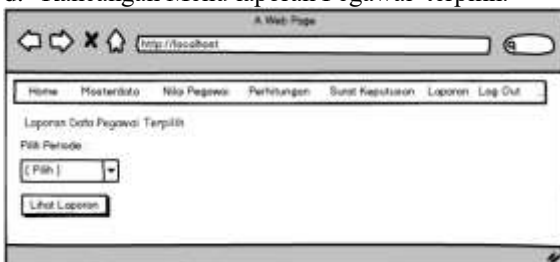 d. Rancangan Menu laporan Pegawai terpilih.
A Web Page
http://localhost
Home Masterdata Nilai Pegawai Perhitungan Surat Keputusan Laporan Log Out
Laporan Data Pegawai Terpilih
Pilih Periode
[ Pilih ]
Lihat Laporan